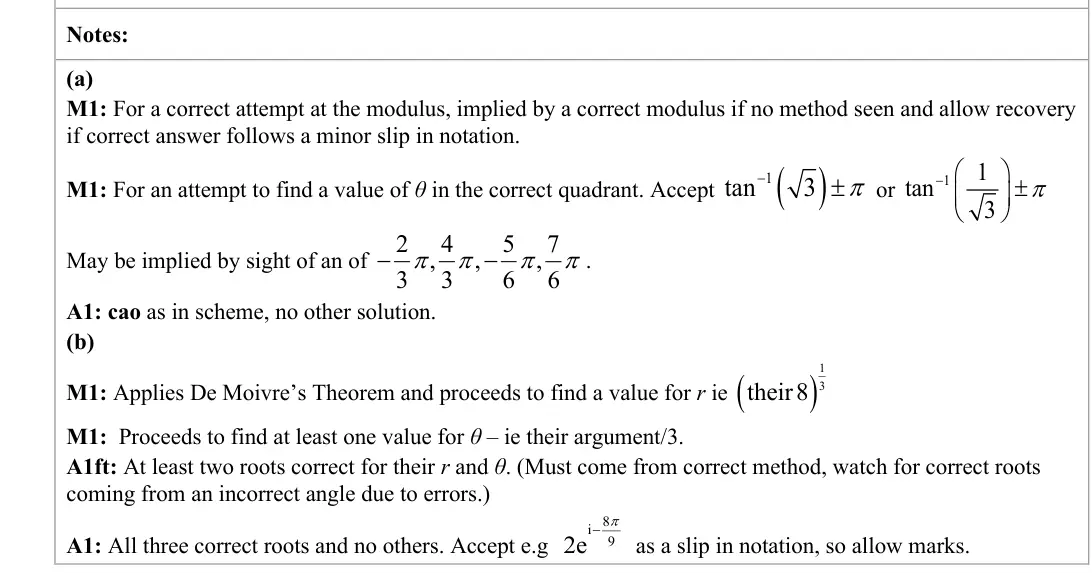 Notes:
(a)
M1: For a correct attempt at the modulus, implied by a correct modulus if no method seen and allow recovery
if correct answer follows a minor slip in notation.
M1: For an attempt to find a value of θ in the correct quadrant. Accept tan⁻¹(√3) ± π or tan⁻¹(1/√3) ± π
May be implied by sight of an of −2/3 π, 4/3 π, −5/6 π, 7/6 π .
A1: cao as in scheme, no other solution.
(b)
M1: Applies De Moivre’s Theorem and proceeds to find a value for r ie (their 8)^(1/3)
M1: Proceeds to find at least one value for θ – ie their argument/3.
A1ft: At least two roots correct for their r and θ. (Must come from correct method, watch for correct roots
coming from an incorrect angle due to errors.)
A1: All three correct roots and no others. Accept e.g 2e^(i−8π/9) as a slip in notation, so allow marks.